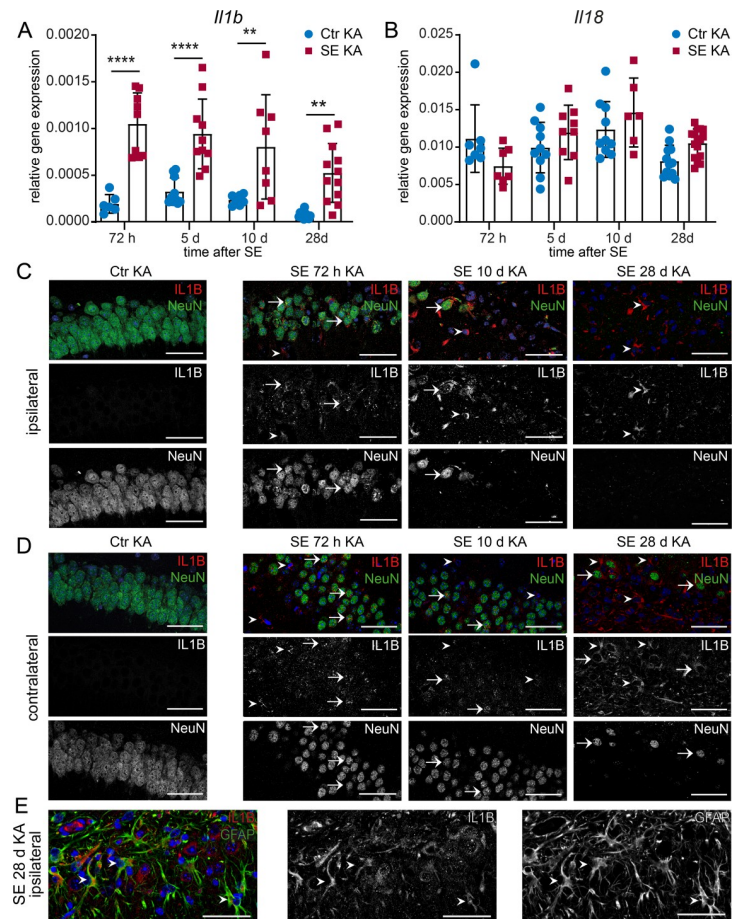 A
Il1b
Ctr KA
SE KA
relative gene expression
0.0020
0.0015
0.0010
0.0005
0.0000
****
****
**
**
72 h
5 d
10 d
28d
time after SE
B
Il18
Ctr KA
SE KA
relative gene expression
0.025
0.020
0.015
0.010
0.005
0.000
72 h
5 d
10 d
28d
time after SE
C
Ctr KA
SE 72 h KA
SE 10 d KA
SE 28 d KA
ipsilateral
IL1B
NeuN
IL1B
NeuN
IL1B
NeuN
IL1B
NeuN
IL1B
IL1B
IL1B
IL1B
NeuN
NeuN
NeuN
NeuN
D
Ctr KA
SE 72 h KA
SE 10 d KA
SE 28 d KA
contralateral
IL1B
NeuN
IL1B
NeuN
IL1B
NeuN
IL1B
NeuN
IL1B
IL1B
IL1B
IL1B
NeuN
NeuN
NeuN
NeuN
E
SE 28 d KA
ipsilateral
IL1B
GFAP
IL1B
GFAP